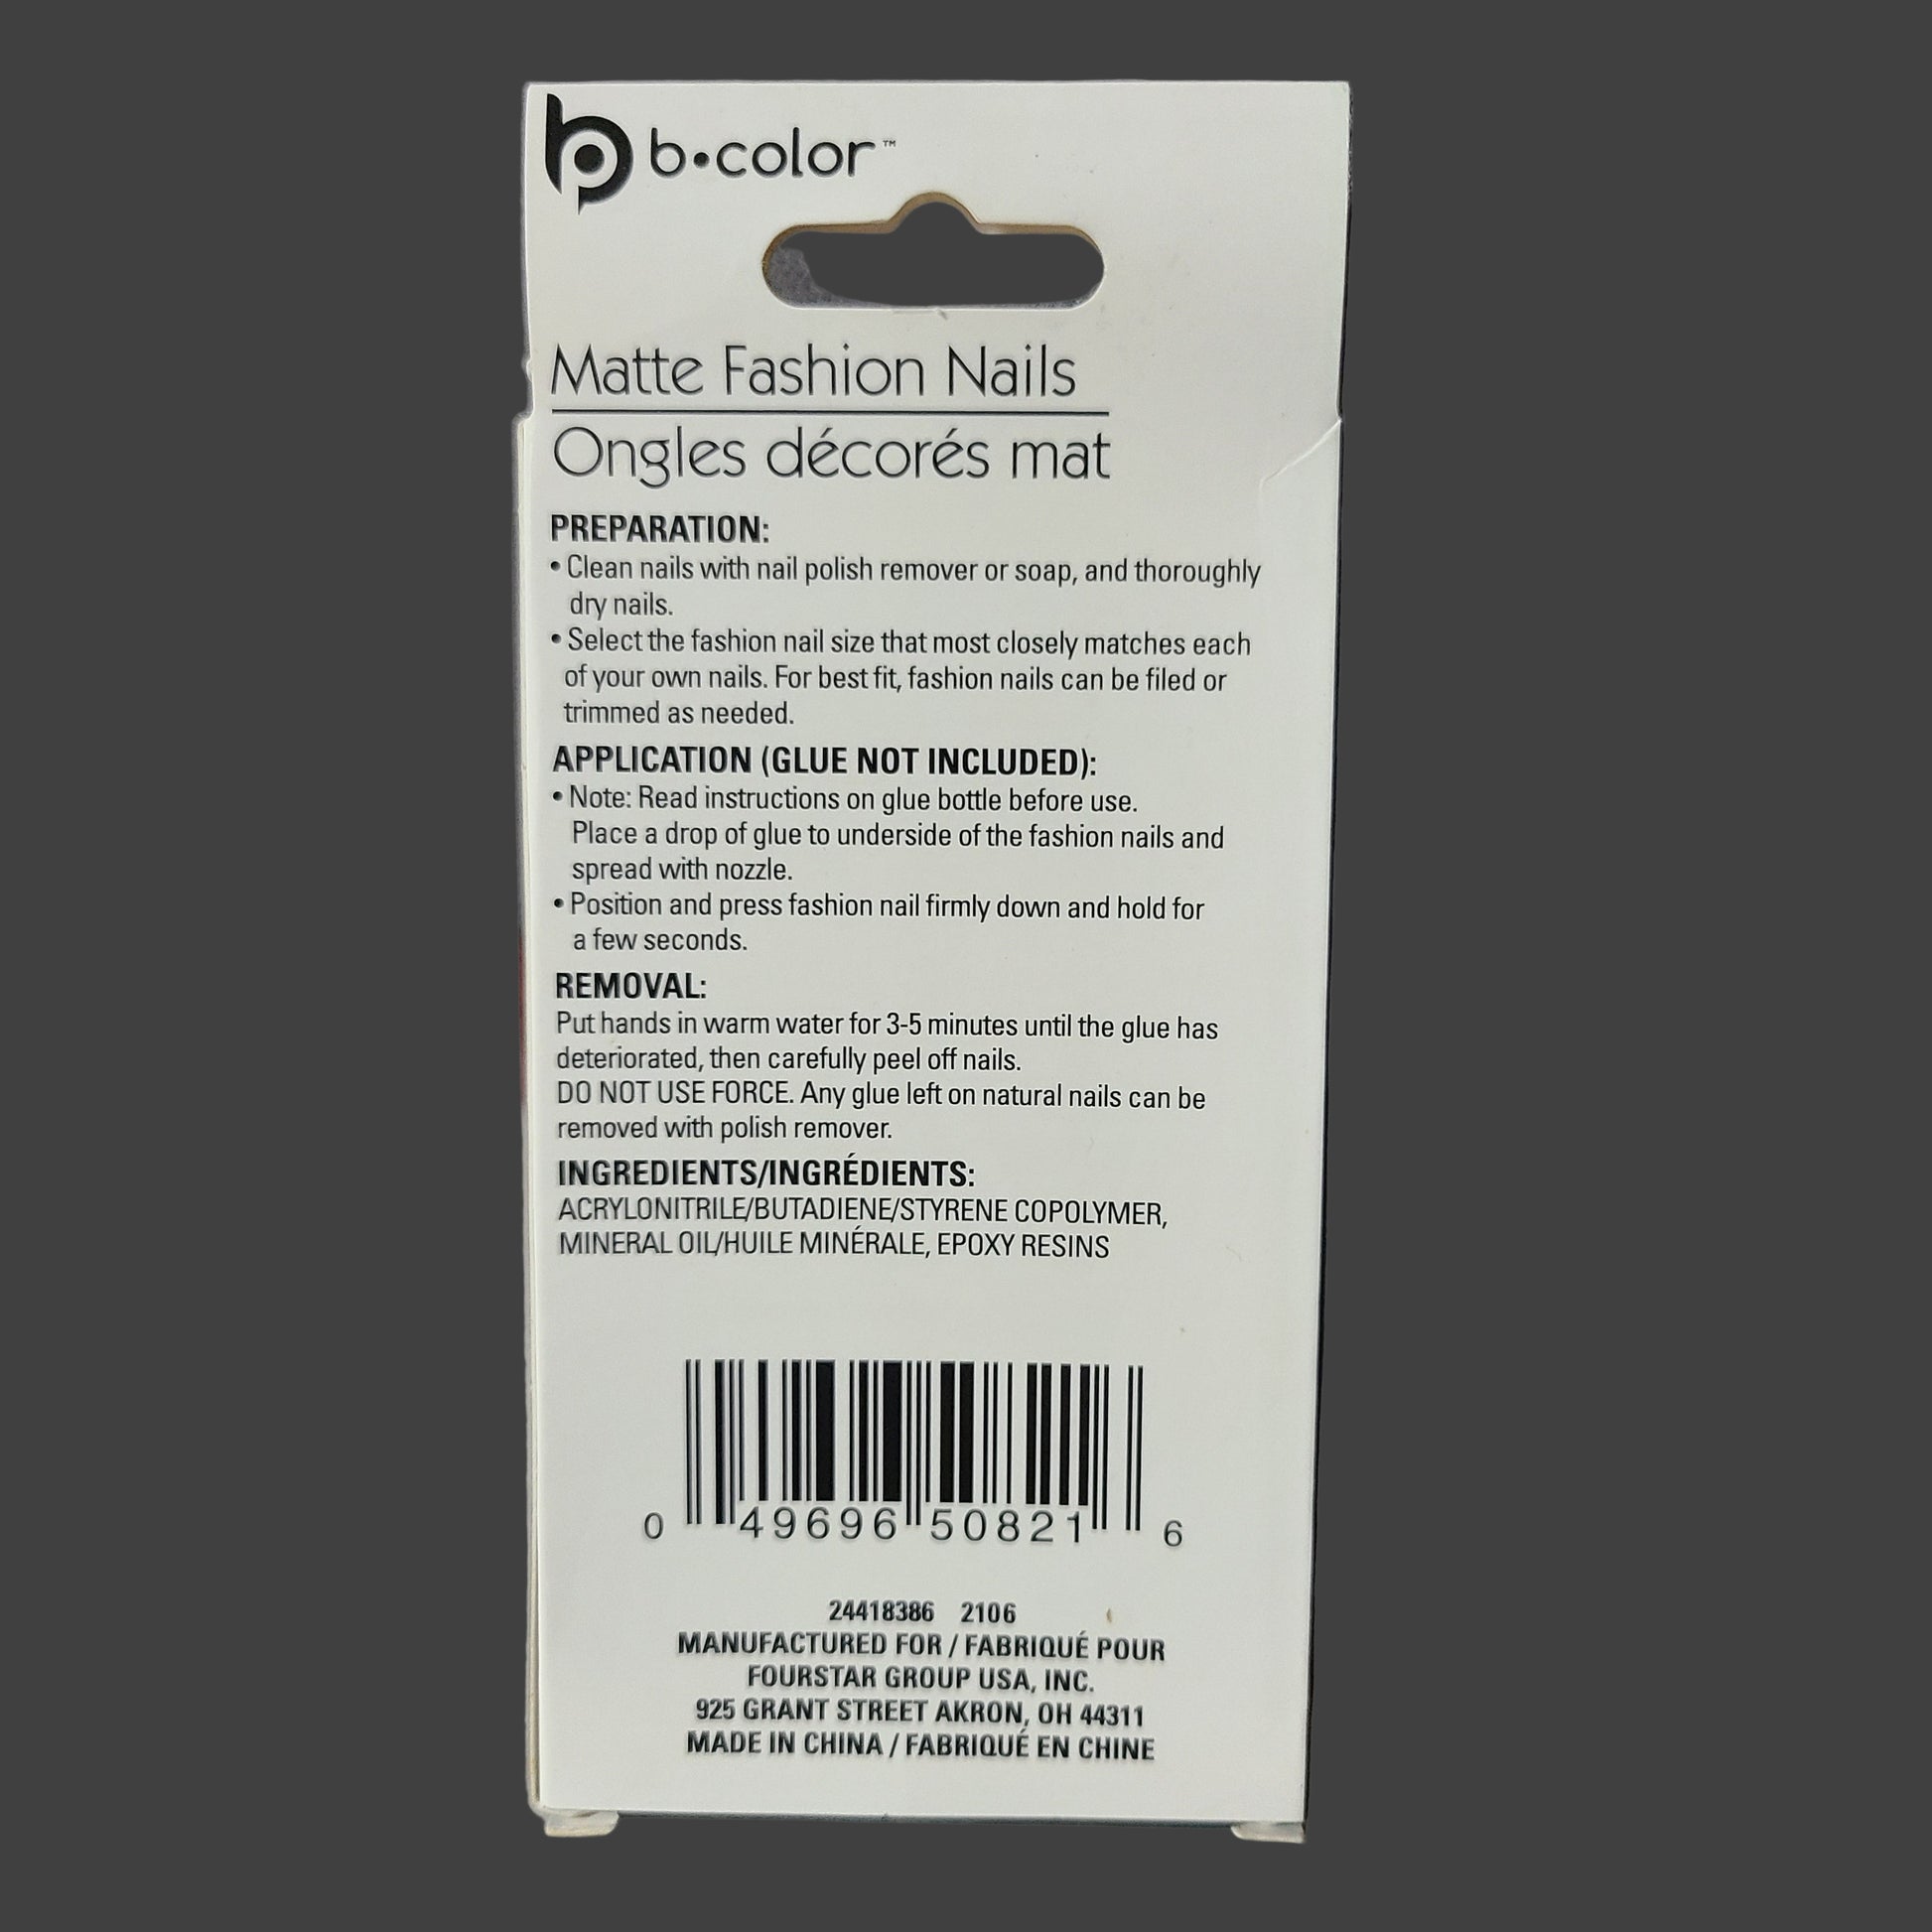 b•color™
Matte Fashion Nails
Ongles décorés mat
PREPARATION:
• Clean nails with nail polish remover or soap, and thoroughly
dry nails.
• Select the fashion nail size that most closely matches each
of your own nails. For best fit, fashion nails can be filed or
trimmed as needed.
APPLICATION (GLUE NOT INCLUDED):
• Note: Read instructions on glue bottle before use.
Place a drop of glue to underside of the fashion nails and
spread with nozzle.
• Position and press fashion nail firmly down and hold for
a few seconds.
REMOVAL:
Put hands in warm water for 3-5 minutes until the glue has
deteriorated, then carefully peel off nails.
DO NOT USE FORCE. Any glue left on natural nails can be
removed with polish remover.
INGREDIENTS/INGRÉDIENTS:
ACRYLONITRILE/BUTADIENE/STYRENE COPOLYMER,
MINERAL OIL/HUILE MINÉRALE, EPOXY RESINS
0 49696 50821 6
24418386 2106
MANUFACTURED FOR / FABRIQUÉ POUR
FOURSTAR GROUP USA, INC.
925 GRANT STREET AKRON, OH 44311
MADE IN CHINA / FABRIQUÉ EN CHINE